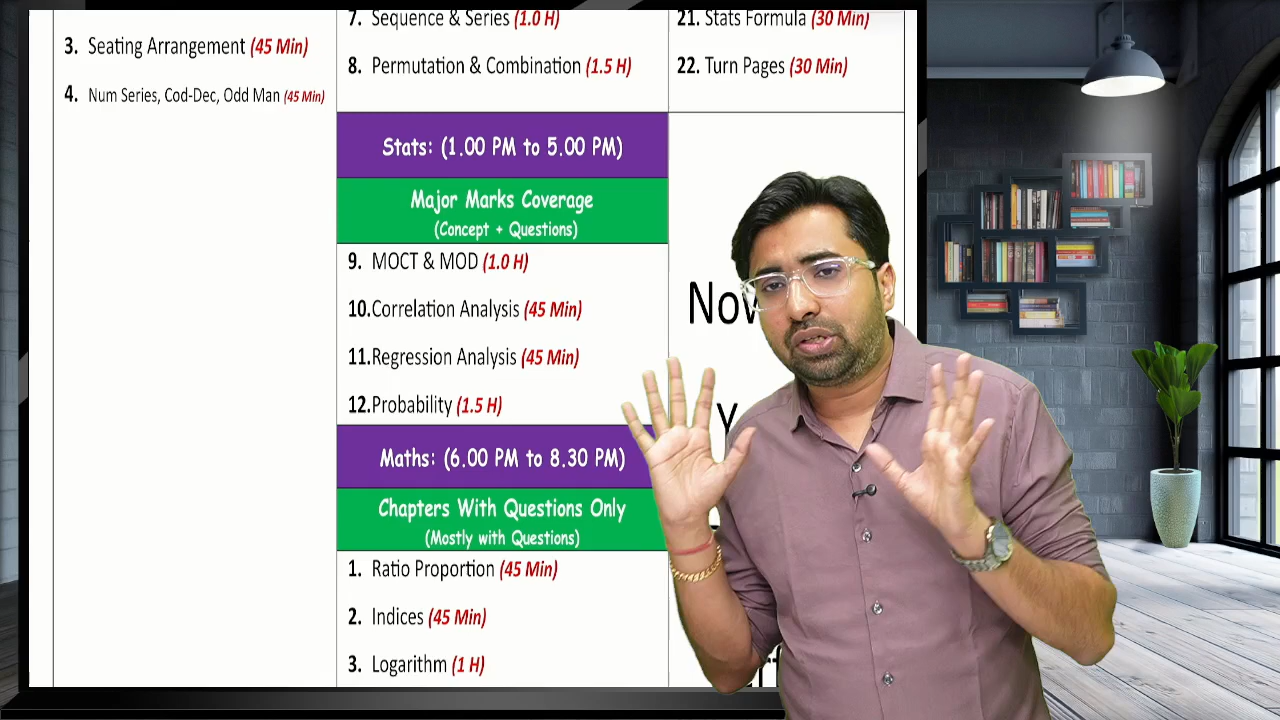 3. Seating Arrangement (45 Min)
4. Num Series, Cod-Dec, Odd Man (45 Min)
7. Sequence & Series (1.0 H)
8. Permutation & Combination (1.5 H)
Stats: (1.00 PM to 5.00 PM)
Major Marks Coverage
(Concept + Questions)
9. MOCT & MOD (1.0 H)
10.Correlation Analysis (45 Min)
11.Regression Analysis (45 Min)
12.Probability (1.5 H)
Maths: (6.00 PM to 8.30 PM)
Chapters With Questions Only
(Mostly with Questions)
1. Ratio Proportion (45 Min)
2. Indices (45 Min)
3. Logarithm (1 H)
21. Stats Formula (30 Min)
22. Turn Pages (30 Min)